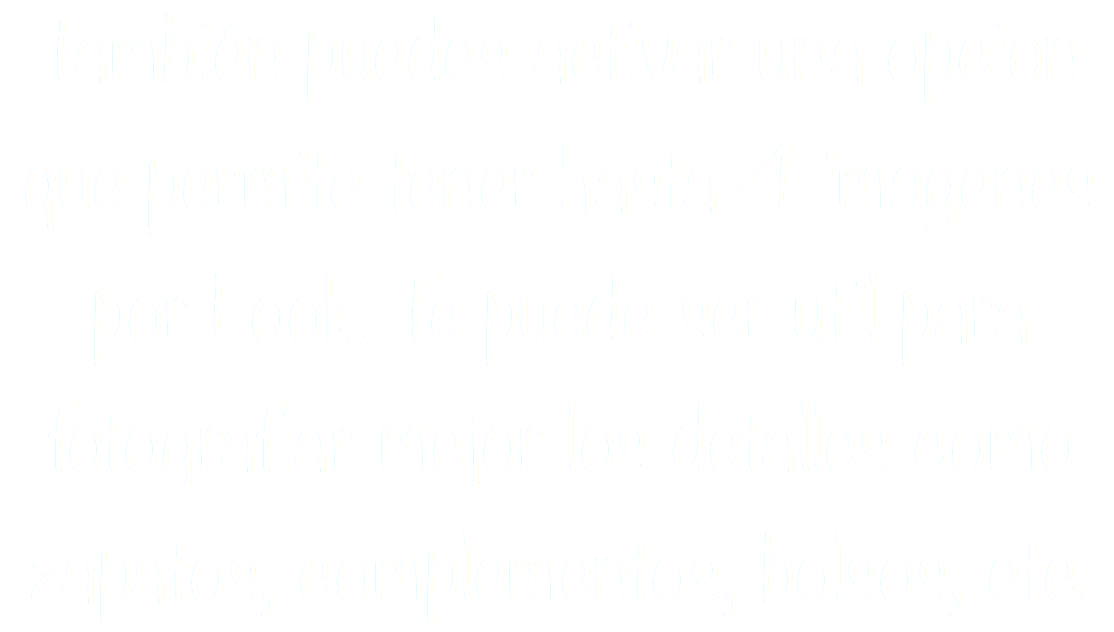 También puedes activar una opción
que permite tener hasta 4 imágenes
por Look. Te puede ser útil para
fotografiar mejor los detalles como
zapatos, complementos, bolsos, etc.